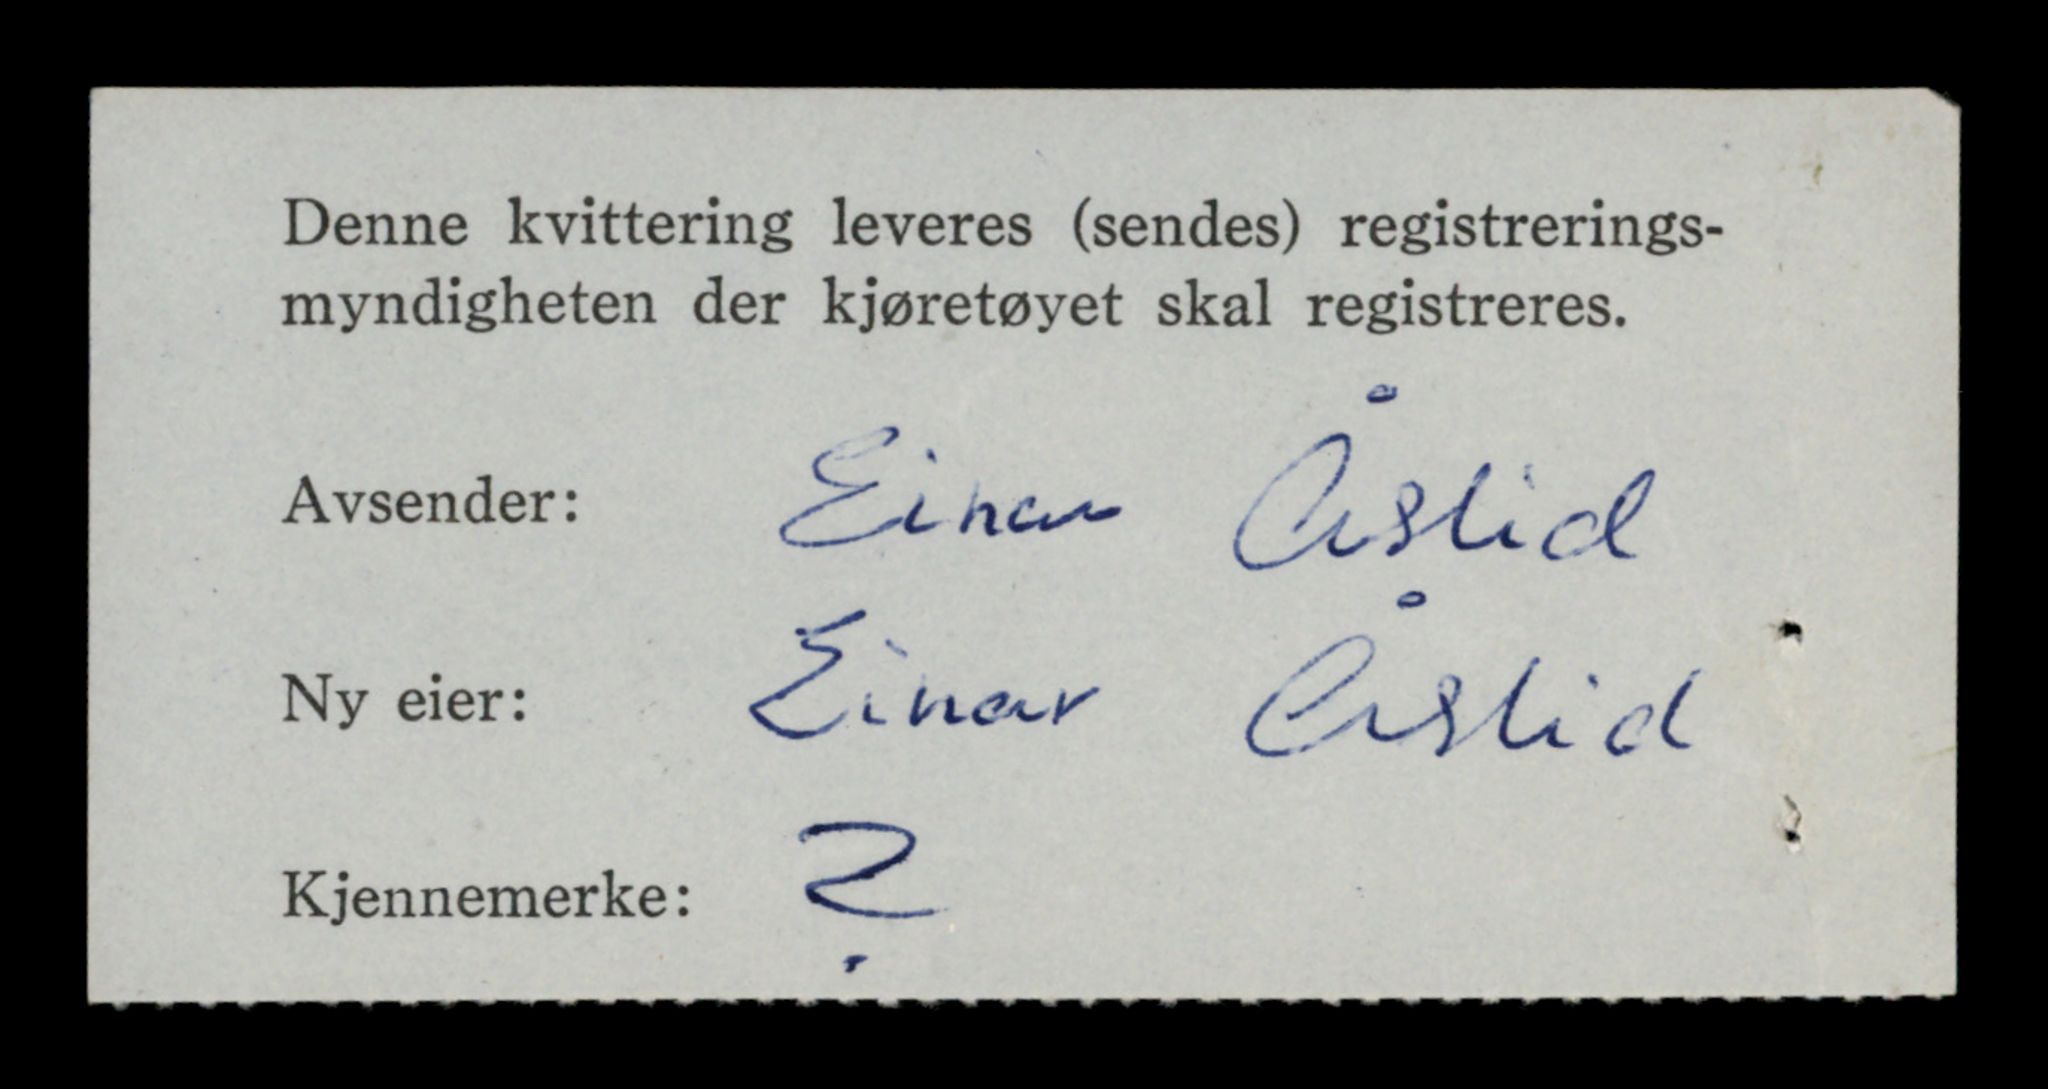 Denne kvittering leveres (sendes) registrerings-
myndigheten der kjøretøyet skal registreres.
Avsender: Einar Åslid
Ny eier: Einar Åslid
Kjennemerke: ?